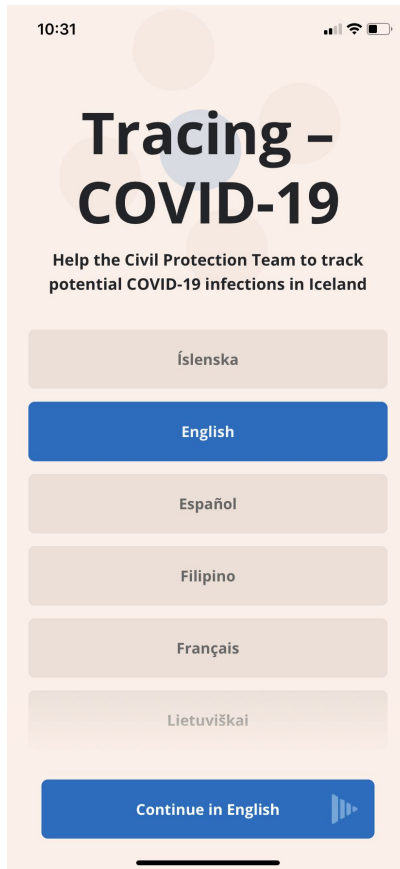 10:31
Tracing –
COVID-19
Help the Civil Protection Team to track
potential COVID-19 infections in Iceland
Íslenska
English
Español
Filipino
Français
Lietuviškai
Continue in English